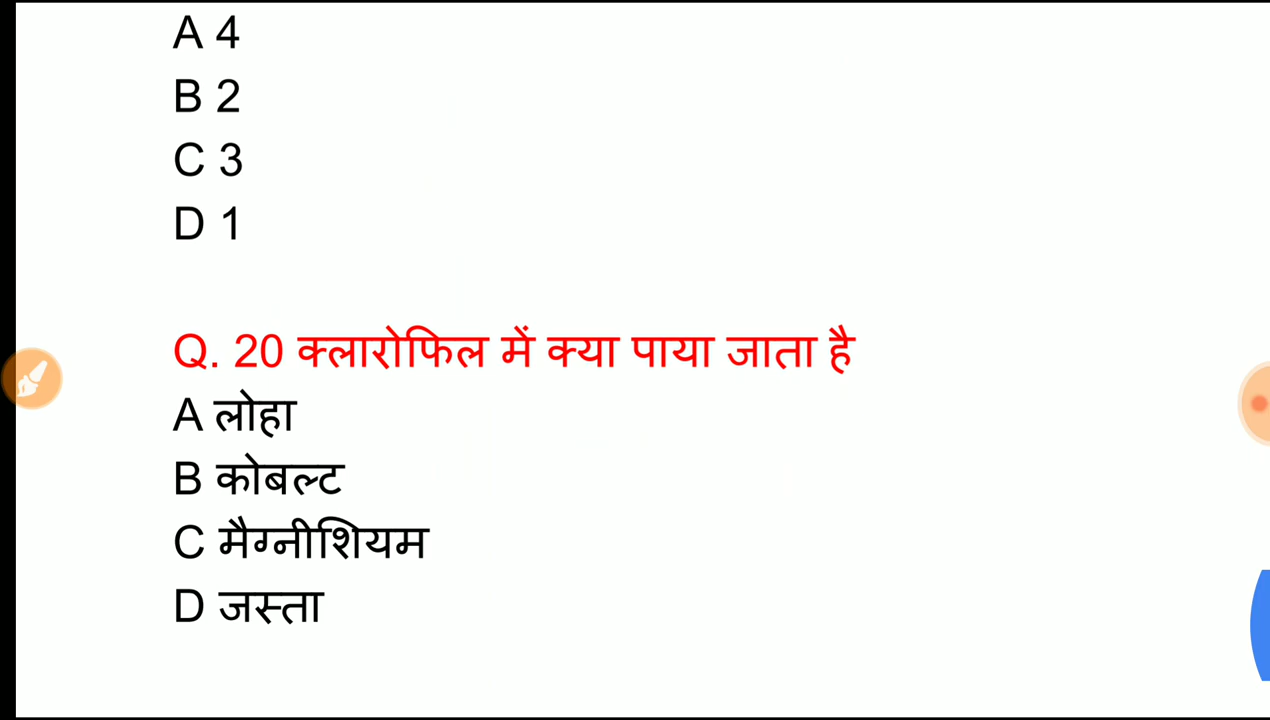 A 4
B 2
C 3
D 1
Q. 20 क्लारोफिल में क्या पाया जाता है
A लोहा
B कोबल्ट
C मैग्नीशियम
D जस्ता